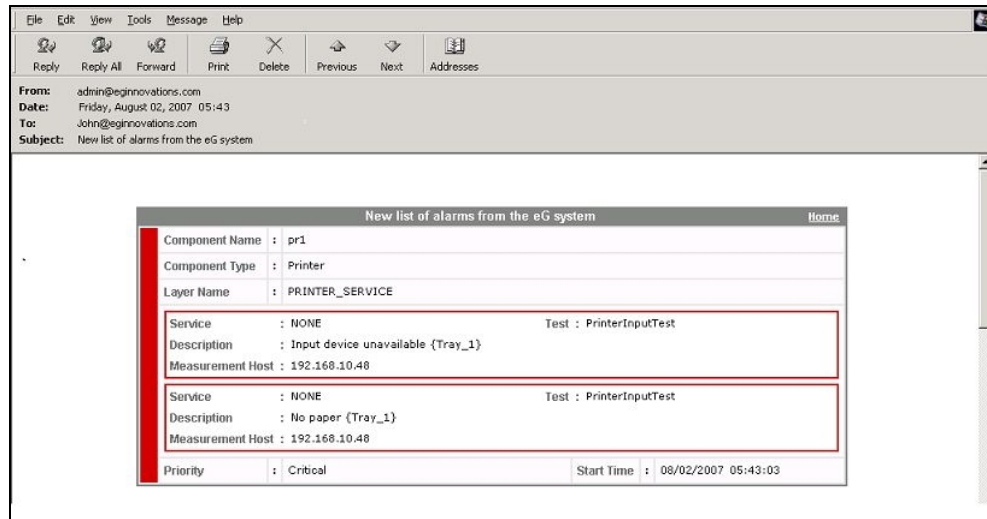 File Edit View Tools Message Help
Reply Reply All Forward Print Delete Previous Next Addresses
From: admin@eginnovations.com
Date: Friday, August 02, 2007 05:43
To: John@eginnovations.com
Subject: New list of alarms from the eG system
New list of alarms from the eG system Home
Component Name : pr1
Component Type : Printer
Layer Name : PRINTER_SERVICE
Service : NONE Test : PrinterInputTest
Description : Input device unavailable {Tray_1}
Measurement Host : 192.168.10.48
Service : NONE Test : PrinterInputTest
Description : No paper {Tray_1}
Measurement Host : 192.168.10.48
Priority : Critical Start Time : 08/02/2007 05:43:03